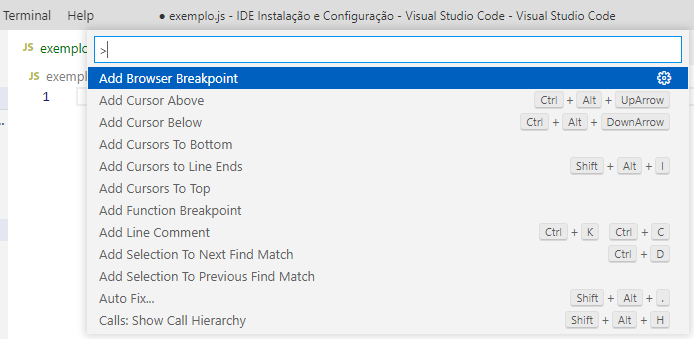 Terminal Help ● exemplo.js - IDE Instalação e Configuração - Visual Studio Code - Visual Studio Code
JS exemplo
>
JS exemp
Add Browser Breakpoint
1
Add Cursor Above Ctrl + Alt + UpArrow
Add Cursor Below Ctrl + Alt + DownArrow
Add Cursors To Bottom
Add Cursors to Line Ends Shift + Alt + I
Add Cursors To Top
Add Function Breakpoint
Add Line Comment Ctrl + K Ctrl + C
Add Selection To Next Find Match Ctrl + D
Add Selection To Previous Find Match
Auto Fix... Shift + Alt + .
Calls: Show Call Hierarchy Shift + Alt + H